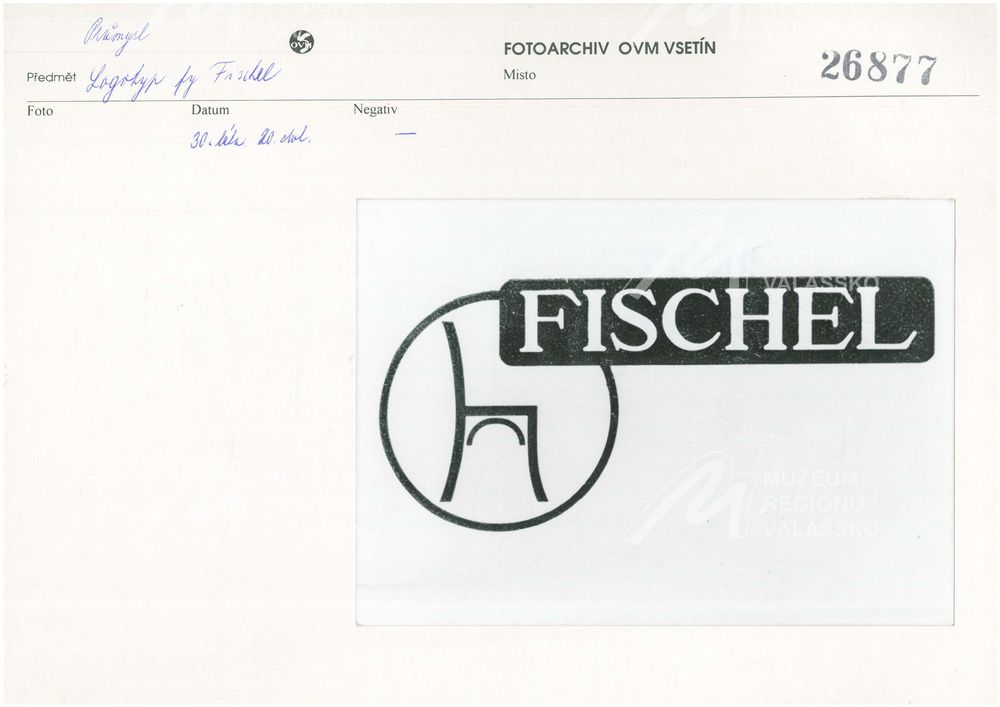 Průmysl
OVM
FOTOARCHIV OVM VSETÍN
26877
Předmět Logotyp fy Fischel
Místo
Foto Datum Negativ
30. léta 20. stol. —
FISCHEL
MUZEUM
REGIONU
VALAŠSKO
MUZEUM
REGIONU
VALAŠSKO